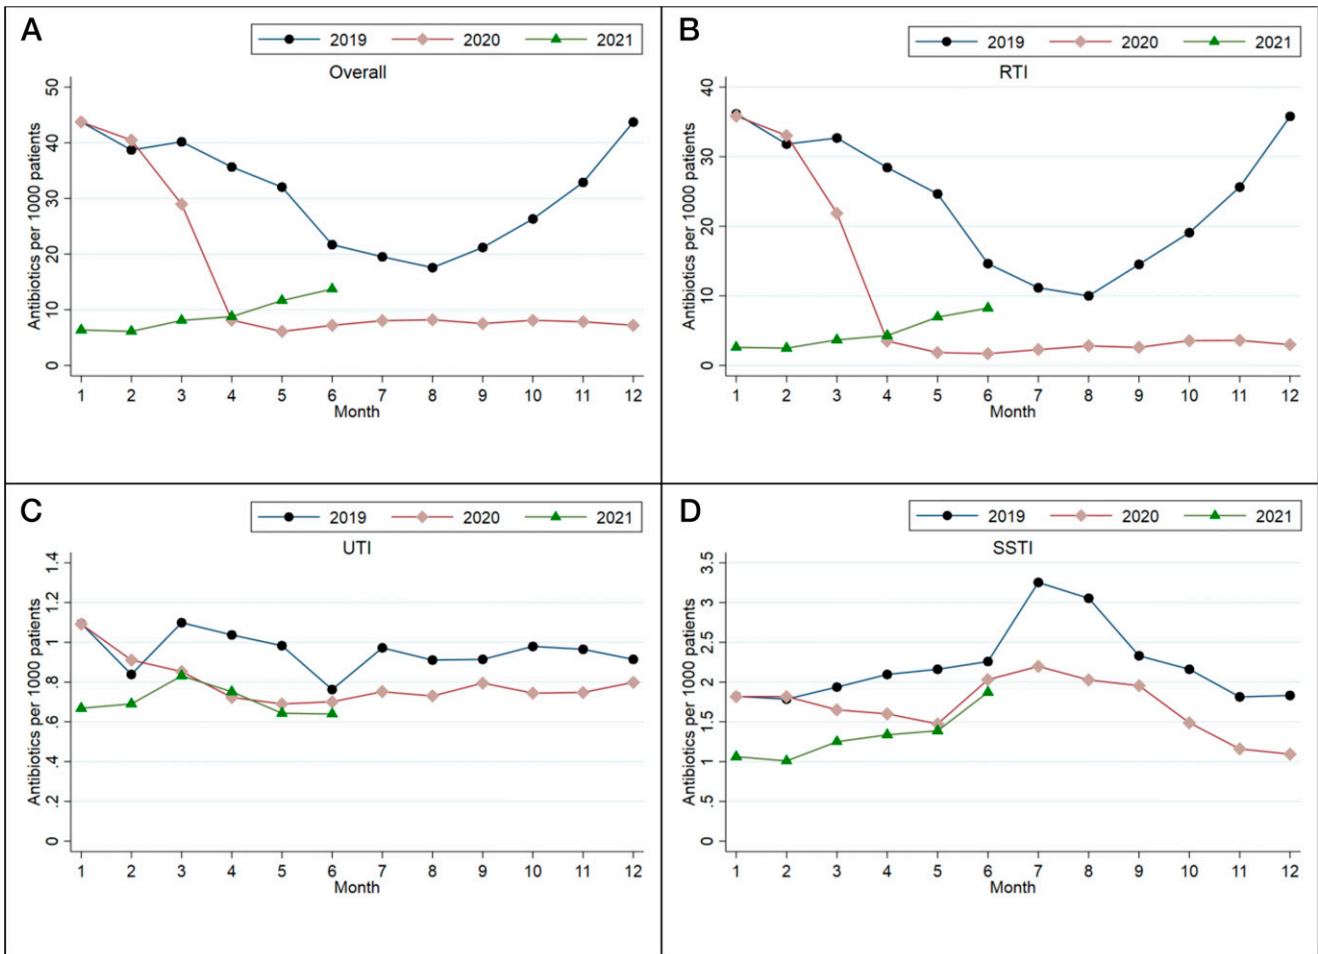 A
2019 2020 2021
Overall
Antibiotics per 1000 patients
50
40
30
20
10
0
1 2 3 4 5 6 7 8 9 10 11 12
Month
B
2019 2020 2021
RTI
Antibiotics per 1000 patients
40
30
20
10
0
1 2 3 4 5 6 7 8 9 10 11 12
Month
C
2019 2020 2021
UTI
Antibiotics per 1000 patients
1.4
1.2
1
.8
.6
.4
.2
0
1 2 3 4 5 6 7 8 9 10 11 12
Month
D
2019 2020 2021
SSTI
Antibiotics per 1000 patients
3.5
3
2.5
2
1.5
1
.5
0
1 2 3 4 5 6 7 8 9 10 11 12
Month